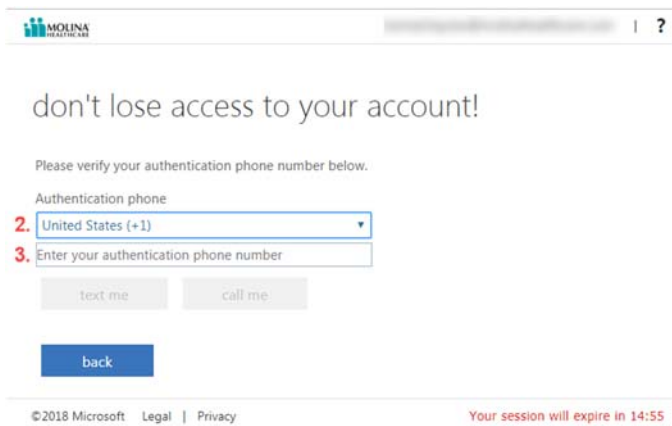 MOLINA
HEALTHCARE
| ?
don't lose access to your account!
Please verify your authentication phone number below.
Authentication phone
2. United States (+1)
3. Enter your authentication phone number
text me call me
back
©2018 Microsoft Legal | Privacy Your session will expire in 14:55